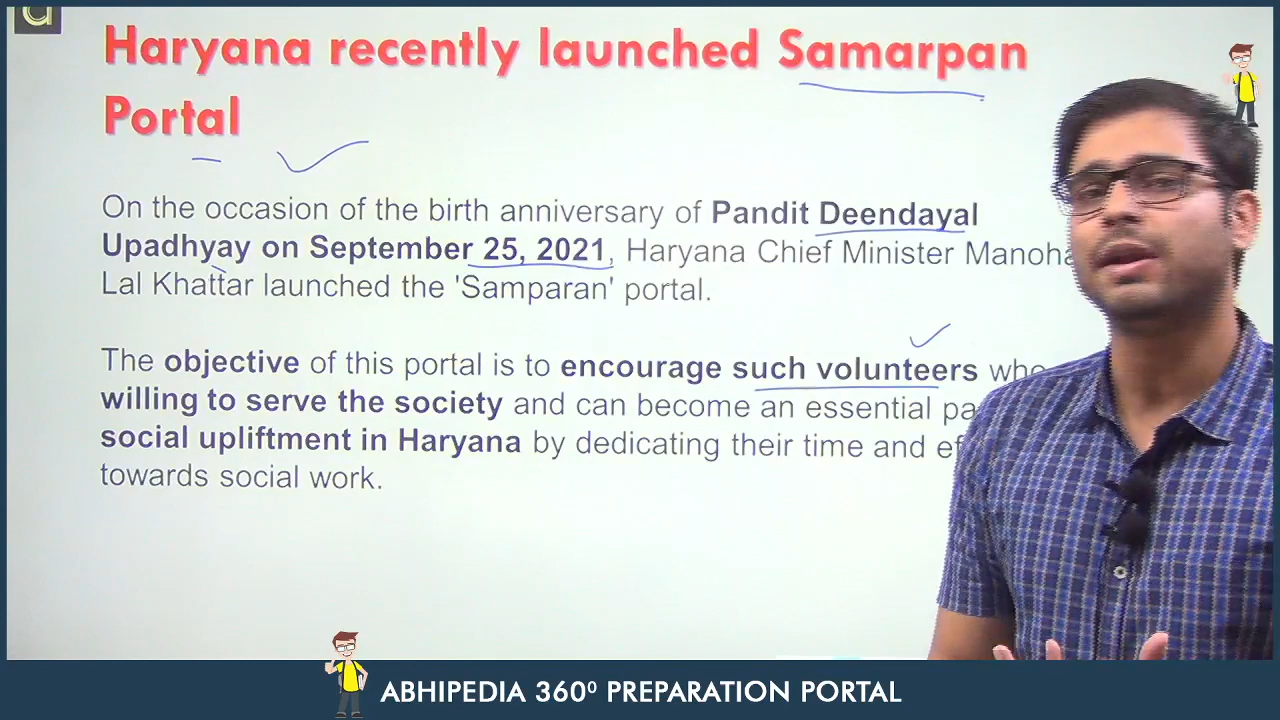 Haryana recently launched Samarpan
Portal
On the occasion of the birth anniversary of Pandit Deendayal
Upadhyay on September 25, 2021, Haryana Chief Minister
Lal Khattar launched the 'Samparan' portal.
The objective of this portal is to encourage such volunteers
willing to serve the society and can become an essential
social upliftment in Haryana by dedicating their time and
towards social work.
ABHIPEDIA 360⁰ PREPARATION PORTAL